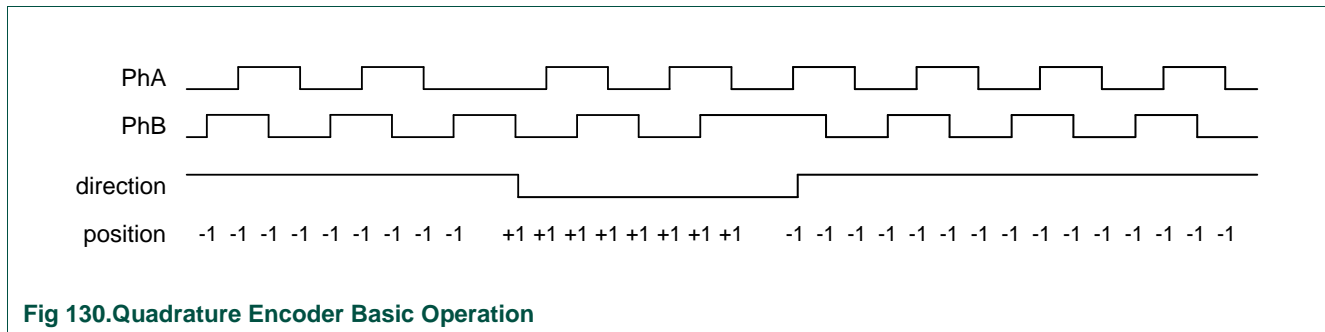 PhA
PhB
direction
position -1 -1 -1 -1 -1 -1 -1 -1 -1 +1 +1 +1 +1 +1 +1 +1 +1 -1 -1 -1 -1 -1 -1 -1 -1 -1 -1 -1 -1 -1 -1 -1
Fig 130.Quadrature Encoder Basic Operation